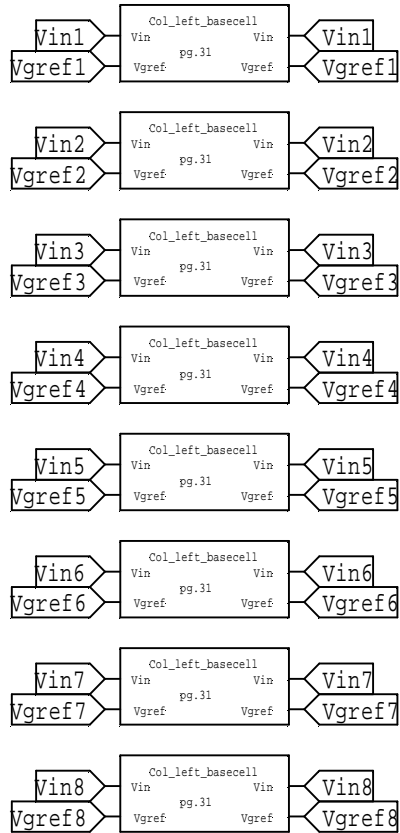 Col_left_basecell
Vin1 Vin Vin Vin1
pg.31
Vgref1 Vgref Vgref Vgref1
Col_left_basecell
Vin2 Vin Vin Vin2
pg.31
Vgref2 Vgref Vgref Vgref2
Col_left_basecell
Vin3 Vin Vin Vin3
pg.31
Vgref3 Vgref Vgref Vgref3
Col_left_basecell
Vin4 Vin Vin Vin4
pg.31
Vgref4 Vgref Vgref Vgref4
Col_left_basecell
Vin5 Vin Vin Vin5
pg.31
Vgref5 Vgref Vgref Vgref5
Col_left_basecell
Vin6 Vin Vin Vin6
pg.31
Vgref6 Vgref Vgref Vgref6
Col_left_basecell
Vin7 Vin Vin Vin7
pg.31
Vgref7 Vgref Vgref Vgref7
Col_left_basecell
Vin8 Vin Vin Vin8
pg.31
Vgref8 Vgref Vgref Vgref8